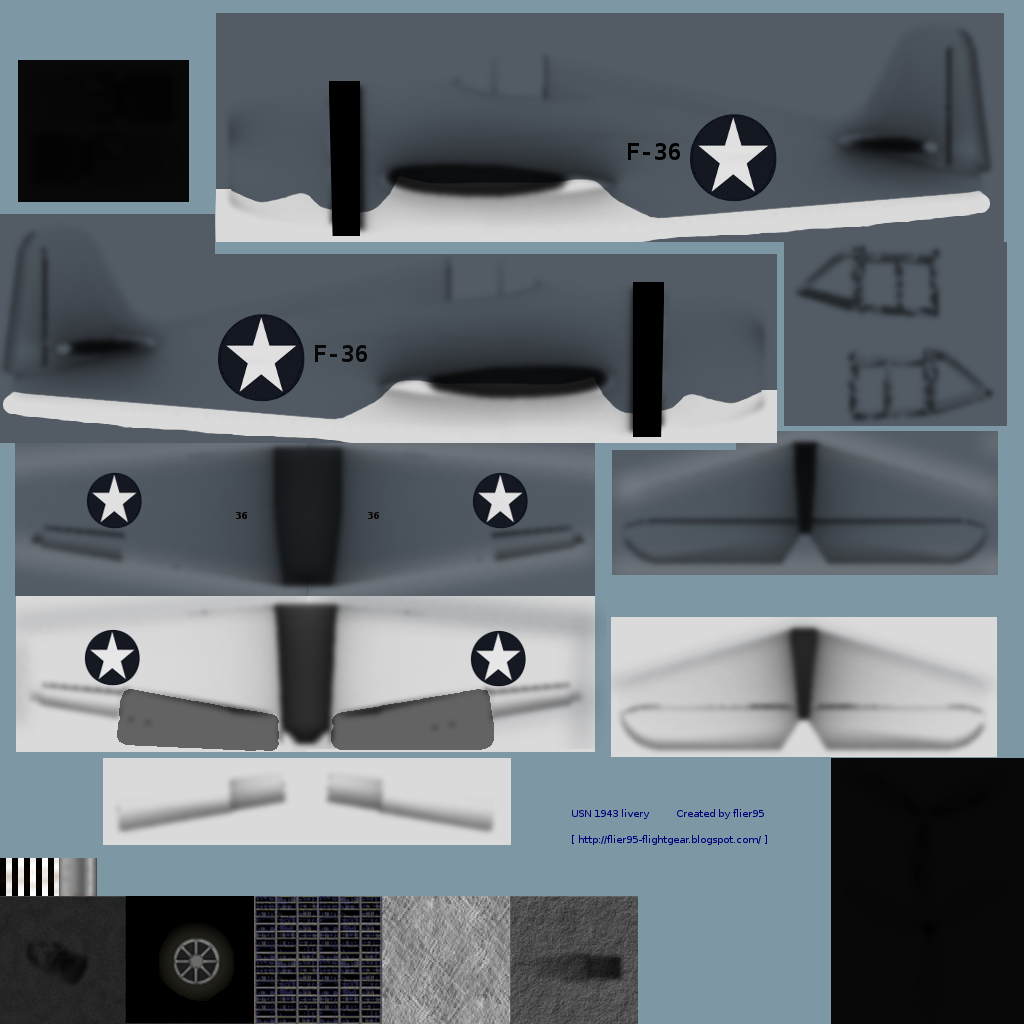 F-36
F-36
36 36
USN 1943 livery Created by flier95
[ http://flier95-flightgear.blogspot.com/ ]